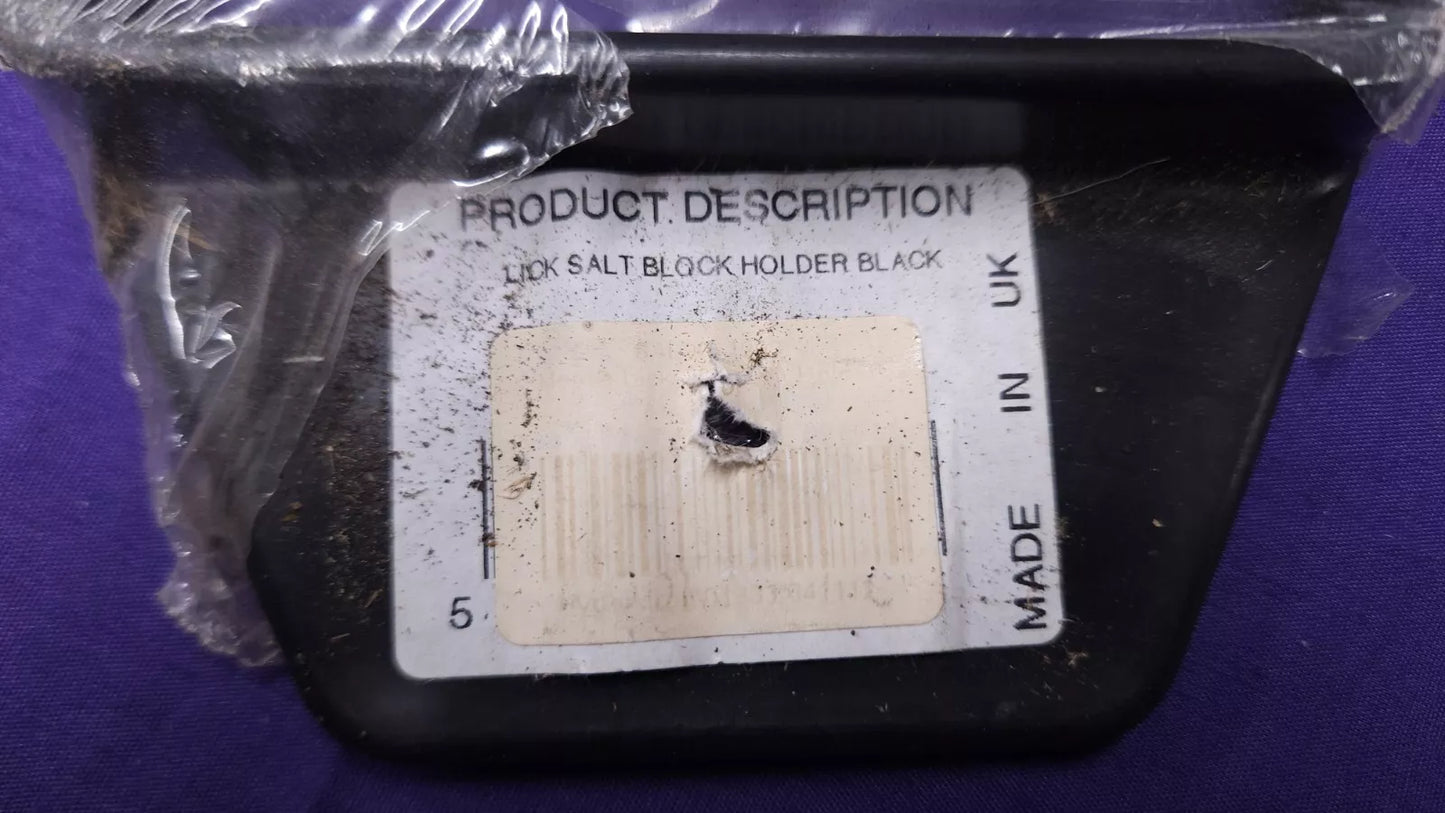 PRODUCT DESCRIPTION
LICK SALT BLOCK HOLDER BLACK
MADE IN UK
5